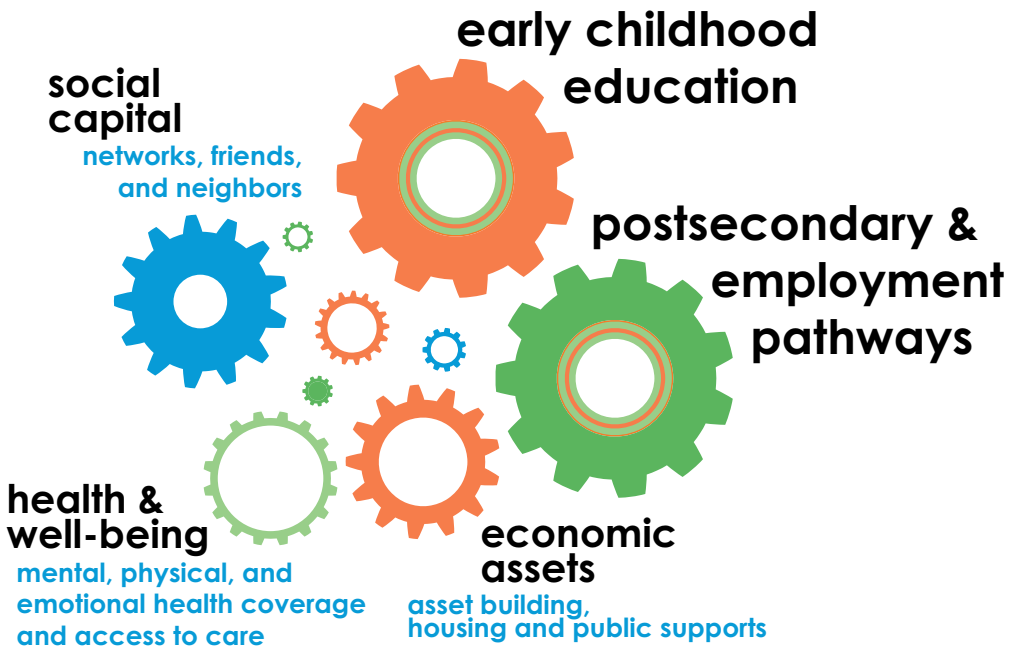 early childhood
education
social
capital
networks, friends,
and neighbors
postsecondary &
employment
pathways
health &
well-being
mental, physical, and
emotional health coverage
and access to care
economic
assets
asset building,
housing and public supports